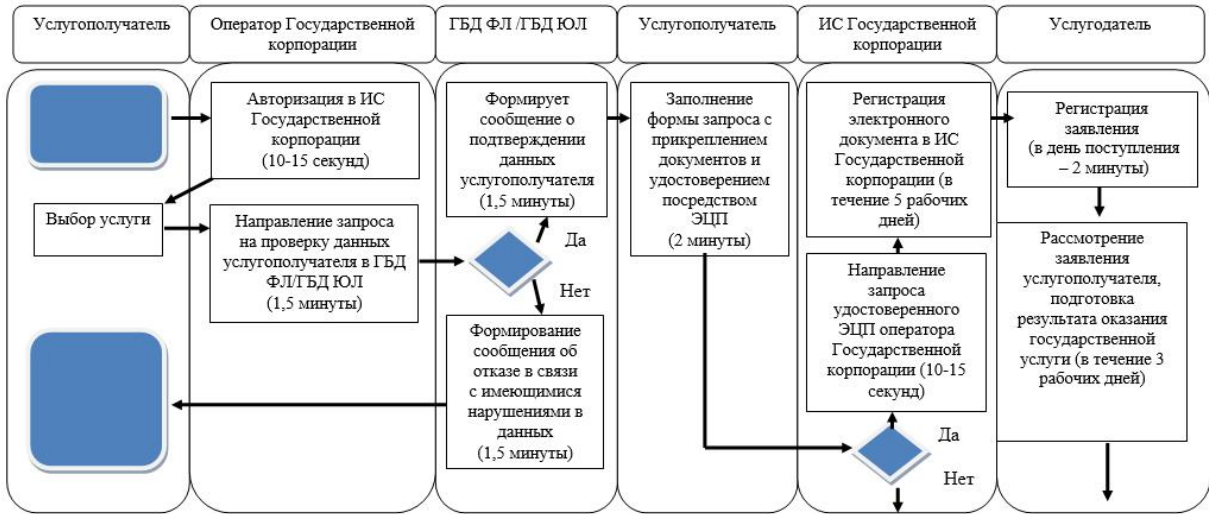 Услугополучатель
Оператор Государственной
корпорации
ГБД ФЛ /ГБД ЮЛ
Услугополучатель
ИС Государственной
корпорации
Услугодатель
Авторизация в ИС
Государственной
корпорации
(10-15 секунд)
Выбор услуги
Направление запроса
на проверку данных
услугополучателя в ГБД
ФЛ/ГБД ЮЛ
(1,5 минуты)
Формирует
сообщение о
подтверждении
данных
услугополучателя
(1,5 минуты)
Да
Нет
Формирование
сообщения об
отказе в связи
с имеющимися
нарушениями в
данных
(1,5 минуты)
Заполнение
формы запроса с
прикреплением
документов и
удостоверением
посредством
ЭЦП
(2 минуты)
Регистрация
электронного
документа в ИС
Государственной
корпорации (в
течение 5 рабочих
дней)
Направление
запроса
удостоверенного
ЭЦП оператора
Государственной
корпорации (10-15
секунд)
Да
Нет
Регистрация
заявления
(в день поступления
– 2 минуты)
Рассмотрение
заявления
услугополучателя,
подготовка
результата оказания
государственной
услуги (в течение 3
рабочих дней)